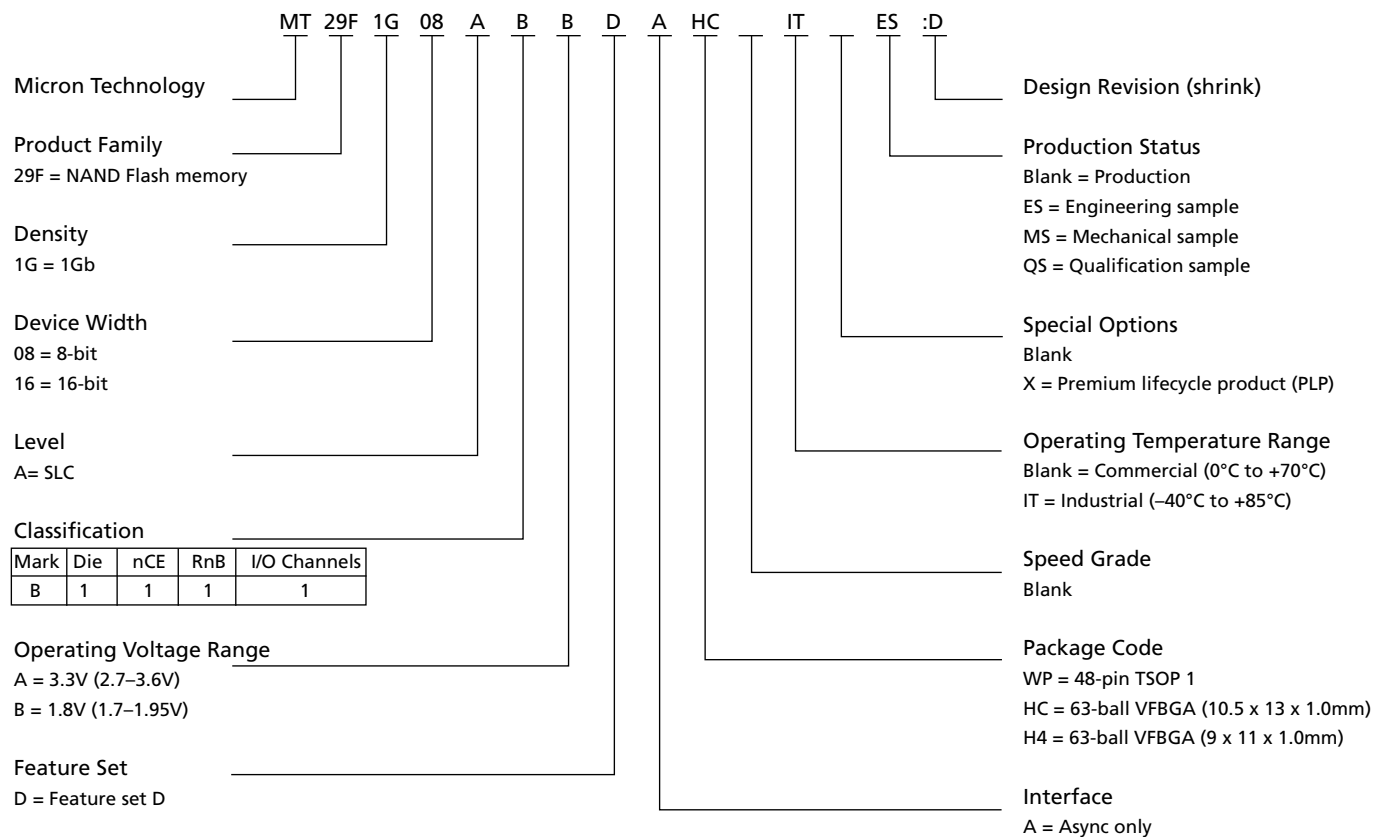 MT 29F 1G 08 A B B D A HC IT ES :D
Micron Technology
Product Family
29F = NAND Flash memory
Density
1G = 1Gb
Device Width
08 = 8-bit
16 = 16-bit
Level
A= SLC
Classification
Mark Die nCE RnB I/O Channels
B 1 1 1 1
Operating Voltage Range
A = 3.3V (2.7–3.6V)
B = 1.8V (1.7–1.95V)
Feature Set
D = Feature set D
Design Revision (shrink)
Production Status
Blank = Production
ES = Engineering sample
MS = Mechanical sample
QS = Qualification sample
Special Options
Blank
X = Premium lifecycle product (PLP)
Operating Temperature Range
Blank = Commercial (0°C to +70°C)
IT = Industrial (–40°C to +85°C)
Speed Grade
Blank
Package Code
WP = 48-pin TSOP 1
HC = 63-ball VFBGA (10.5 x 13 x 1.0mm)
H4 = 63-ball VFBGA (9 x 11 x 1.0mm)
Interface
A = Async only